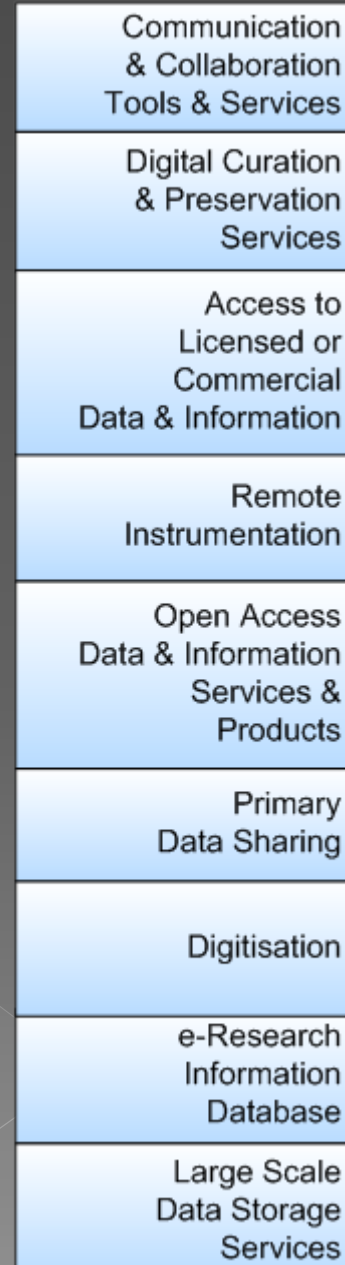 Communication
& Collaboration
Tools & Services
Digital Curation
& Preservation
Services
Access to
Licensed or
Commercial
Data & Information
Remote
Instrumentation
Open Access
Data & Information
Services &
Products
Primary
Data Sharing
Digitisation
e-Research
Information
Database
Large Scale
Data Storage
Services